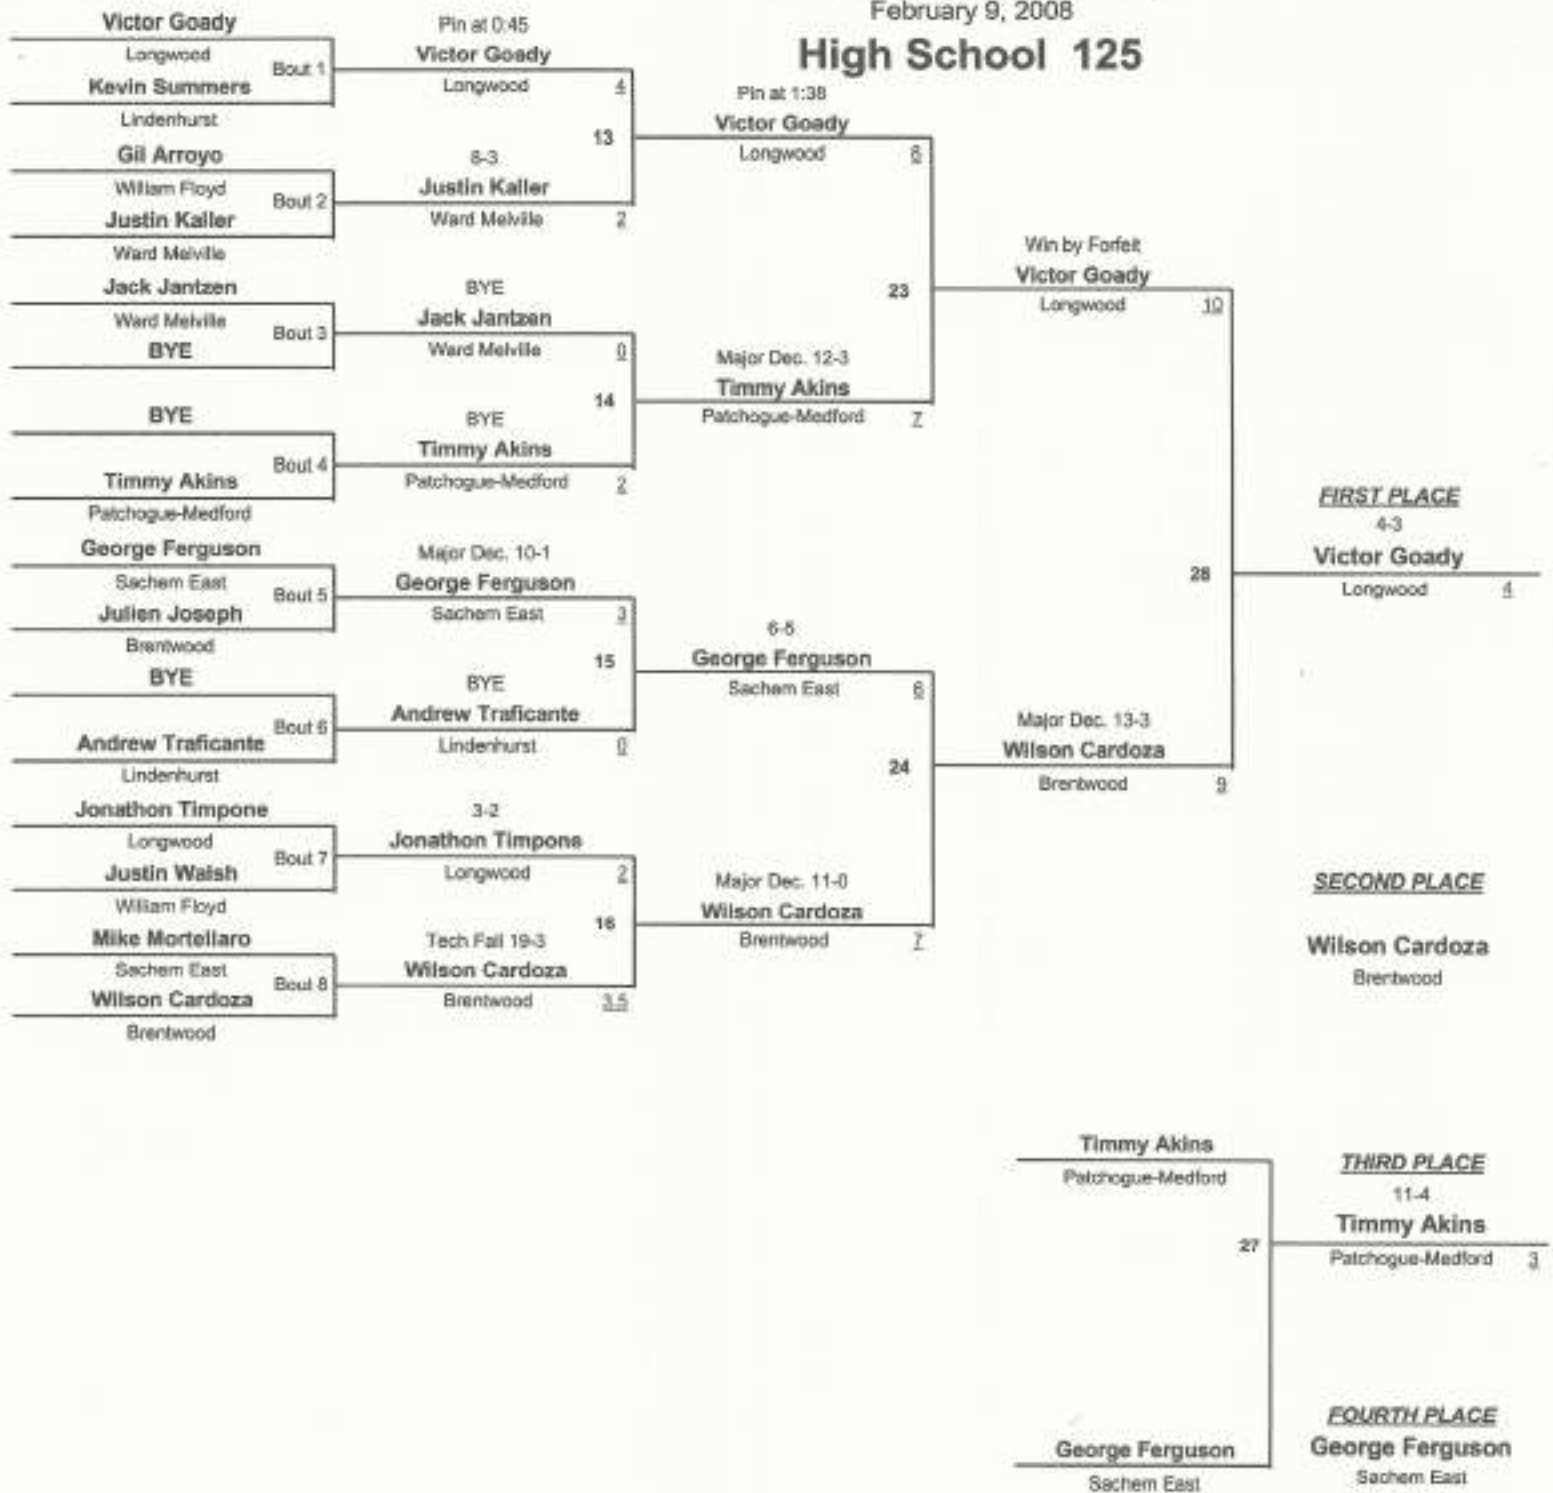 February 9, 2008
High School 125
Victor Goady
Longwood
Bout 1
Kevin Summers
Lindenhurst
Gil Arroyo
William Floyd
Bout 2
Justin Kaller
Ward Melville
Jack Jantzen
Ward Melville
Bout 3
BYE
BYE
Bout 4
Timmy Akins
Patchogue-Medford
George Ferguson
Sachem East
Bout 5
Julien Joseph
Brentwood
BYE
Bout 6
Andrew Traficante
Lindenhurst
Jonathon Timpone
Longwood
Bout 7
Justin Walsh
William Floyd
Mike Mortellaro
Sachem East
Bout 8
Wilson Cardoza
Brentwood
Pin at 0:45
Victor Goady
Longwood 4
13
Justin Kaller
Ward Melville 2
BYE
Jack Jantzen
Ward Melville 0
14
BYE
Timmy Akins
Patchogue-Medford 2
Major Dec. 10-1
George Ferguson
Sachem East 3
15
BYE
Andrew Traficante
Lindenhurst 0
3-2
Jonathon Timpone
Longwood 2
16
Tech Fall 19-3
Wilson Cardoza
Brentwood 3.5
Pin at 1:38
Victor Goady
Longwood
23
Major Dec. 12-3
Timmy Akins
Patchogue-Medford 7
George Ferguson
Sachem East
24
Major Dec. 11-0
Wilson Cardoza
Brentwood 7
Win by Forfeit
Victor Goady
Longwood 10
28
Major Dec. 13-3
Wilson Cardoza
Brentwood 9
FIRST PLACE
4-3
Victor Goady
Longwood 4
SECOND PLACE
Wilson Cardoza
Brentwood
Timmy Akins
Patchogue-Medford
27
George Ferguson
Sachem East
THIRD PLACE
11-4
Timmy Akins
Patchogue-Medford 3
FOURTH PLACE
George Ferguson
Sachem East